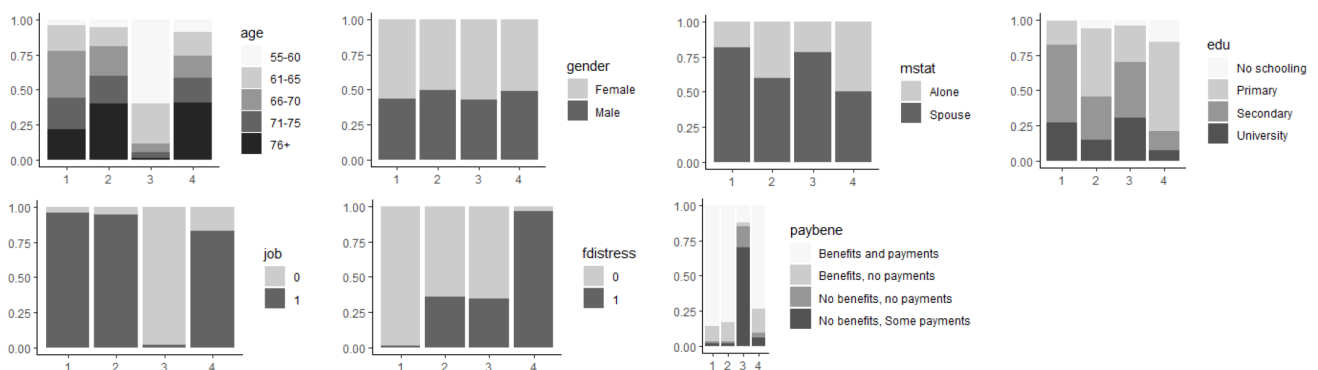 1.00
0.75
0.50
0.25
0.00
1 2 3 4
age
55-60
61-65
66-70
71-75
76+
1.00
0.75
0.50
0.25
0.00
1 2 3 4
gender
Female
Male
1.00
0.75
0.50
0.25
0.00
1 2 3 4
mstat
Alone
Spouse
1.00
0.75
0.50
0.25
0.00
1 2 3 4
edu
No schooling
Primary
Secondary
University
1.00
0.75
0.50
0.25
0.00
1 2 3 4
job
0
1
1.00
0.75
0.50
0.25
0.00
1 2 3 4
fdistress
0
1
1.00
0.75
0.50
0.25
0.00
1 2 3 4
paybene
Benefits and payments
Benefits, no payments
No benefits, no payments
No benefits, Some payments